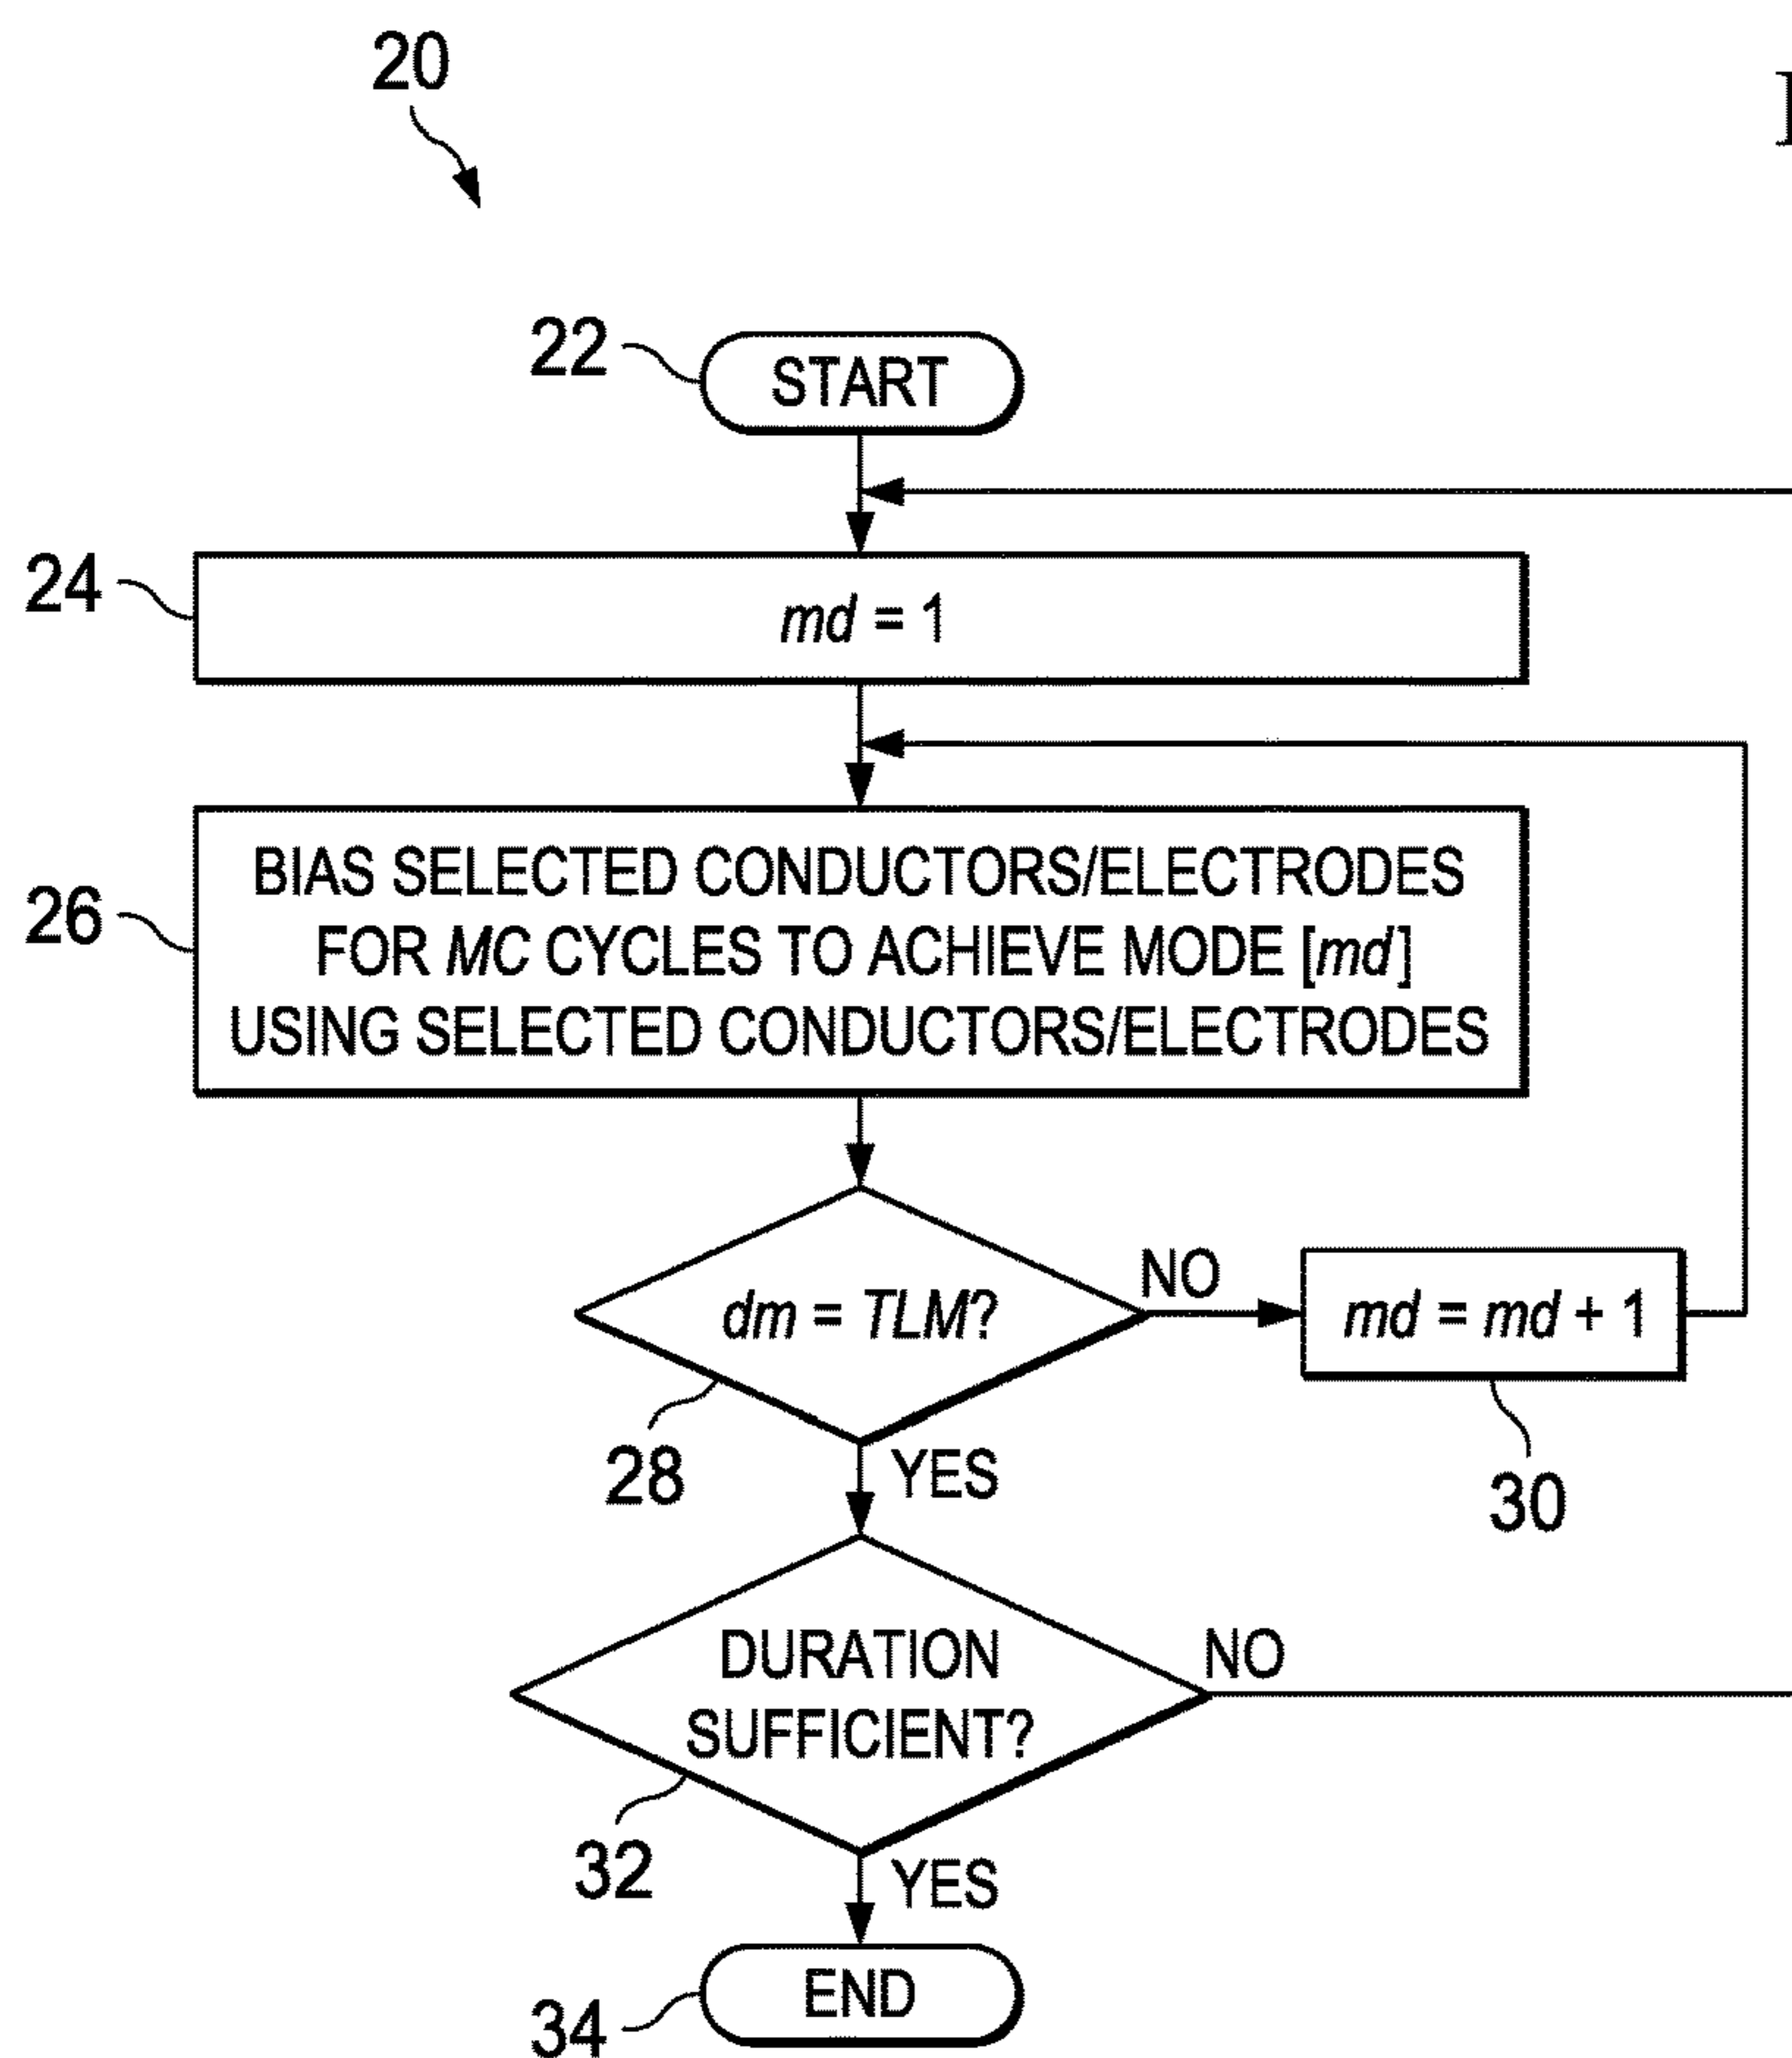 20
22
START
24
md = 1
26
BIAS SELECTED CONDUCTORS/ELECTRODES
FOR MC CYCLES TO ACHIEVE MODE [md]
USING SELECTED CONDUCTORS/ELECTRODES
dm = TLM?
NO
md = md + 1
28
YES
30
DURATION
SUFFICIENT?
NO
32
YES
END
34